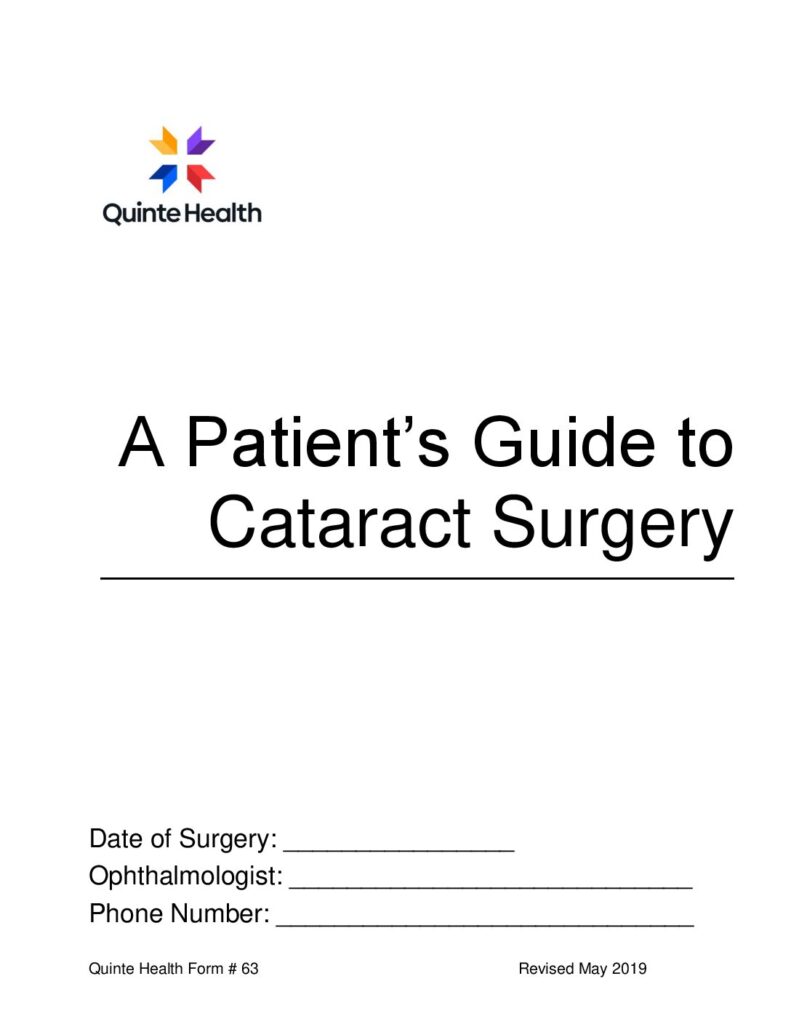 Quinte Health
A Patient’s Guide to
Cataract Surgery
Date of Surgery: ________________
Ophthalmologist: ____________________________
Phone Number: _____________________________
Quinte Health Form # 63 Revised May 2019